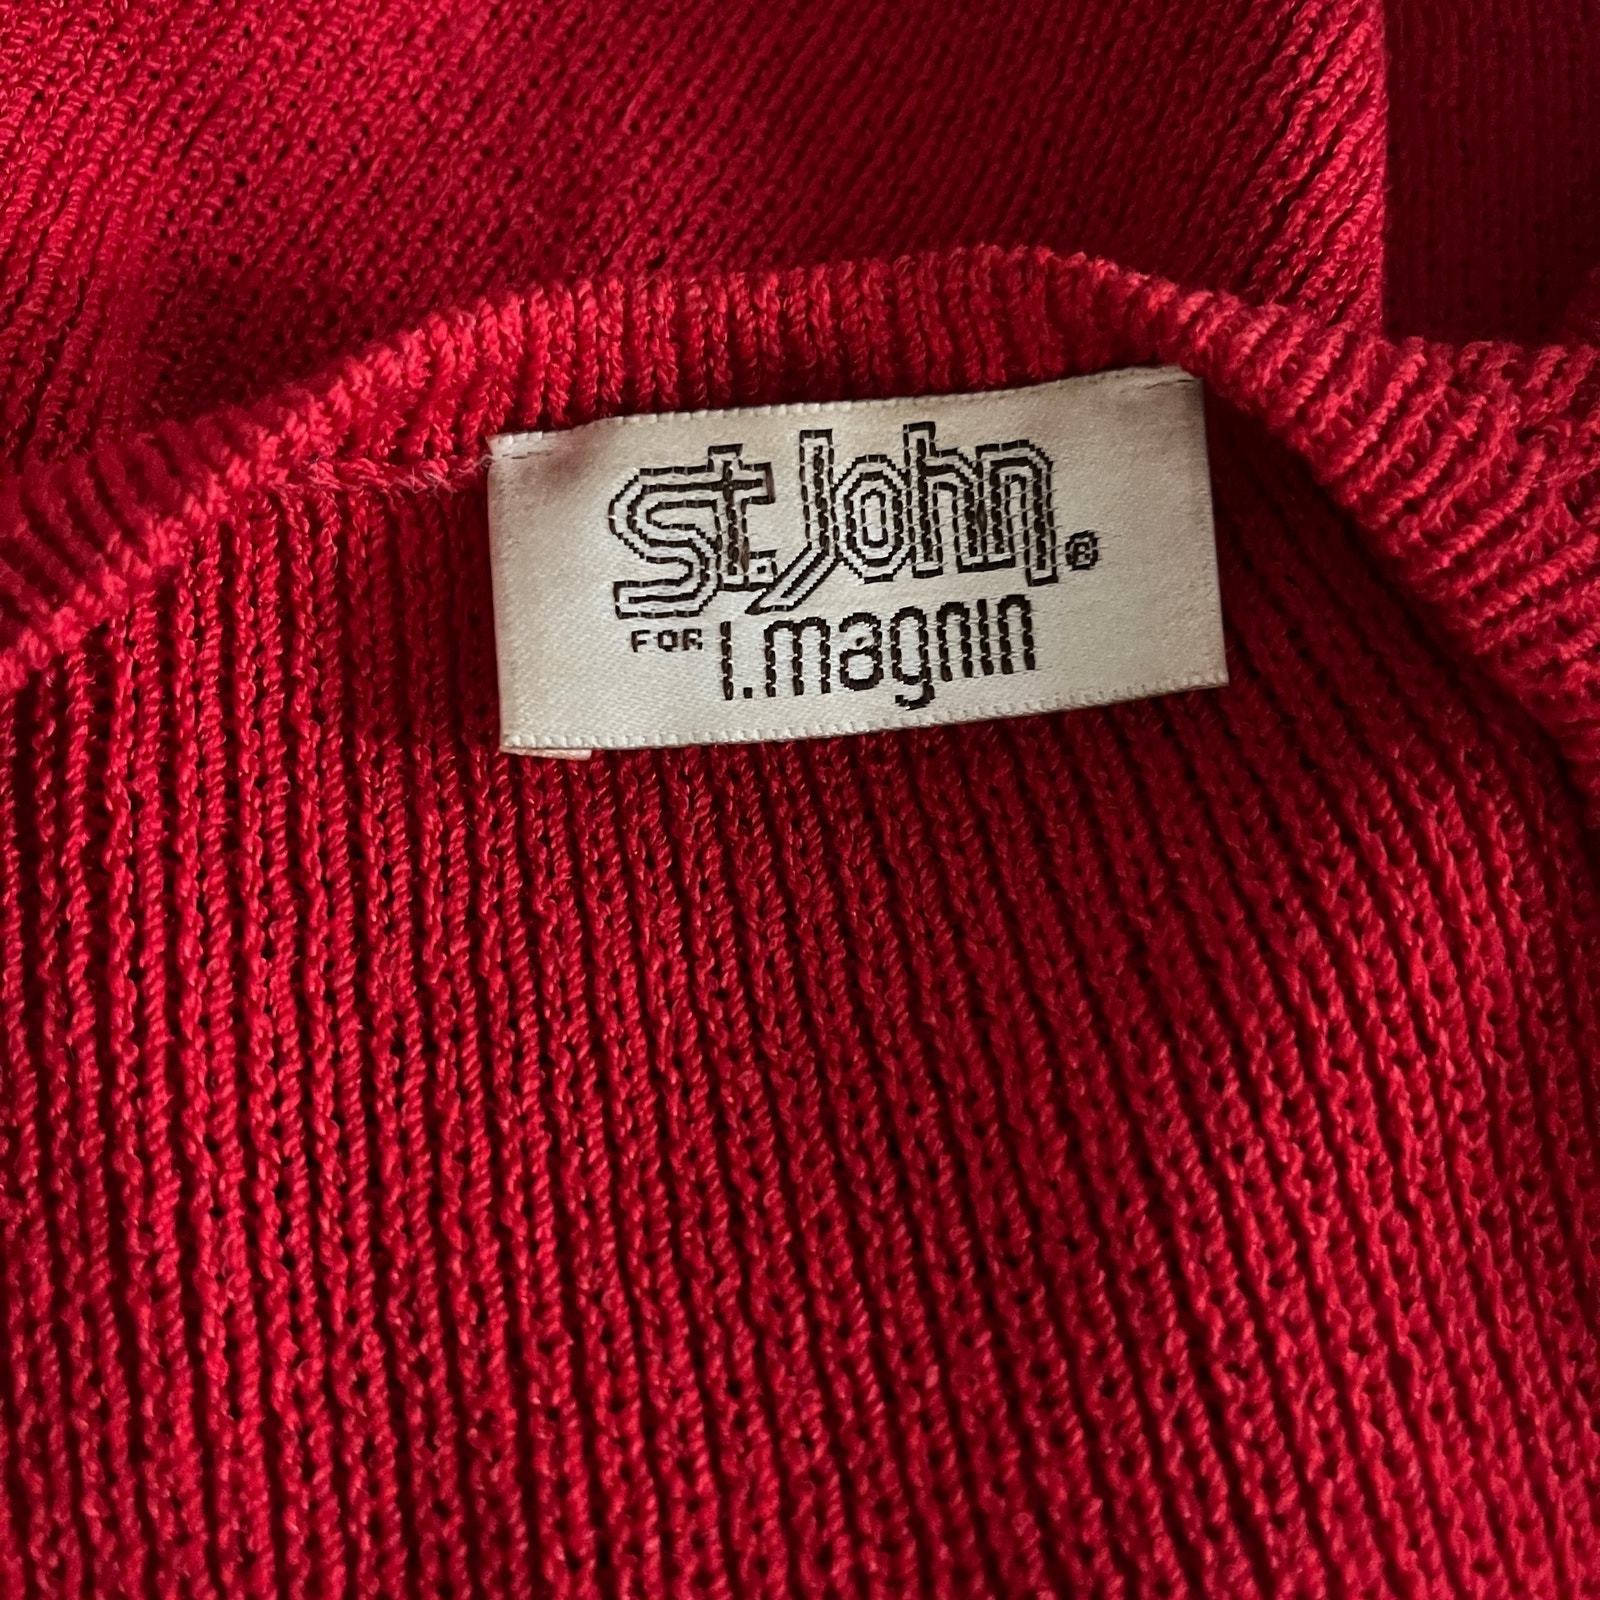 St. John.®
FOR I. magnin